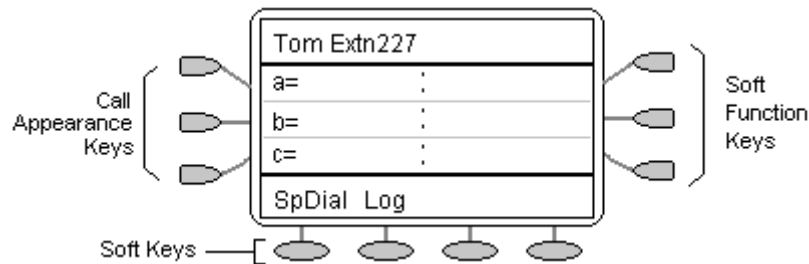 Tom Extn227
a= :
b= :
c= :
SpDial Log
Call
Appearance
Keys
Soft
Function
Keys
Soft Keys